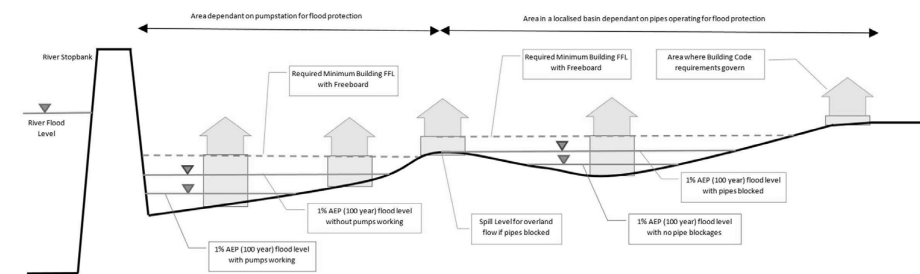 Area dependant on pumpstation for flood protection
Area in a localised basin dependant on pipes operating for flood protection
River Stopbank
Required Minimum Building FFL
with Freeboard
Required Minimum Building FFL
with Freeboard
Area where Building Code
requirements govern
River Flood
Level
1% AEP (100 year) flood level
without pumps working
1% AEP (100 year) flood level
with pumps working
Spill Level for overland
flow if pipes blocked
1% AEP (100 year) flood level
with pipes blocked
1% AEP (100 year) flood level
with no pipe blockages